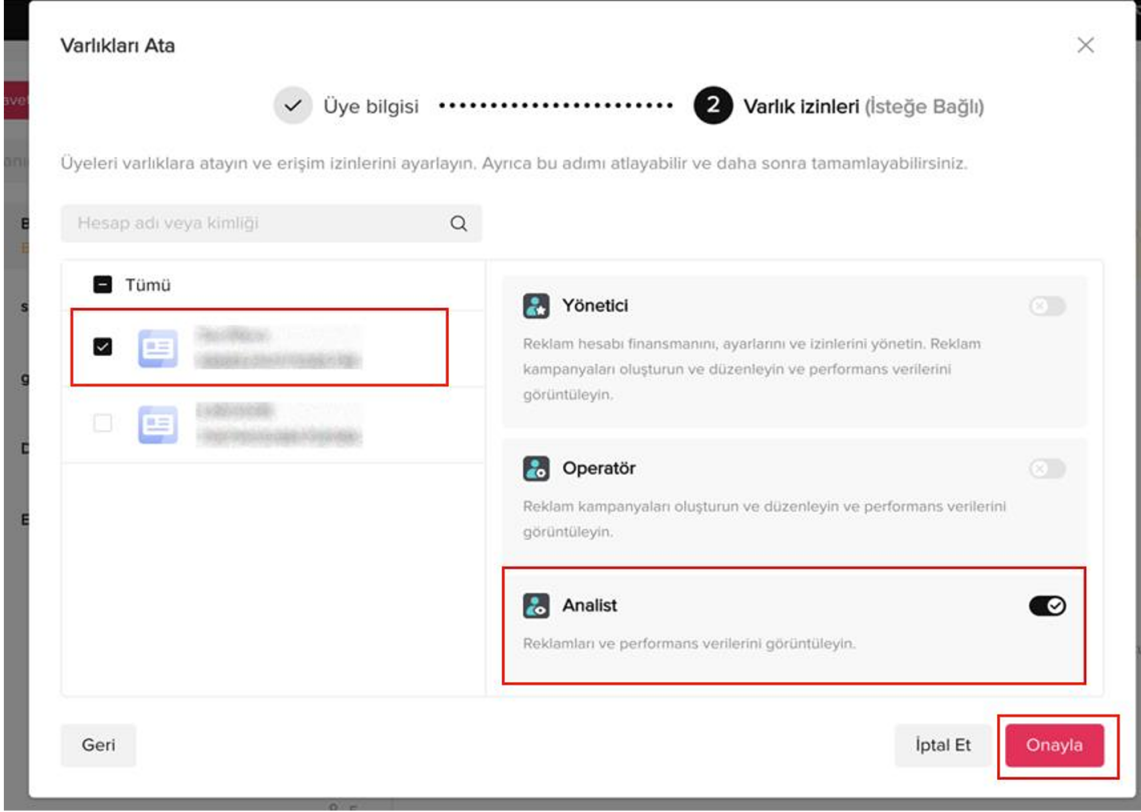 Varlıkları Ata
Üye bilgisi
2 Varlık izinleri (İsteğe Bağlı)
Üyeleri varlıklara atayın ve erişim izinlerini ayarlayın. Ayrıca bu adımı atlayabilir ve daha sonra tamamlayabilirsiniz.
Hesap adı veya kimliği
Tümü
Yönetici
Reklam hesabı finansmanını, ayarlarını ve izinlerini yönetin. Reklam
kampanyaları oluşturun ve düzenleyin ve performans verilerini
görüntüleyin.
Operatör
Reklam kampanyaları oluşturun ve düzenleyin ve performans verilerini
görüntüleyin.
Analist
Reklamları ve performans verilerini görüntüleyin.
Geri
İptal Et
Onayla